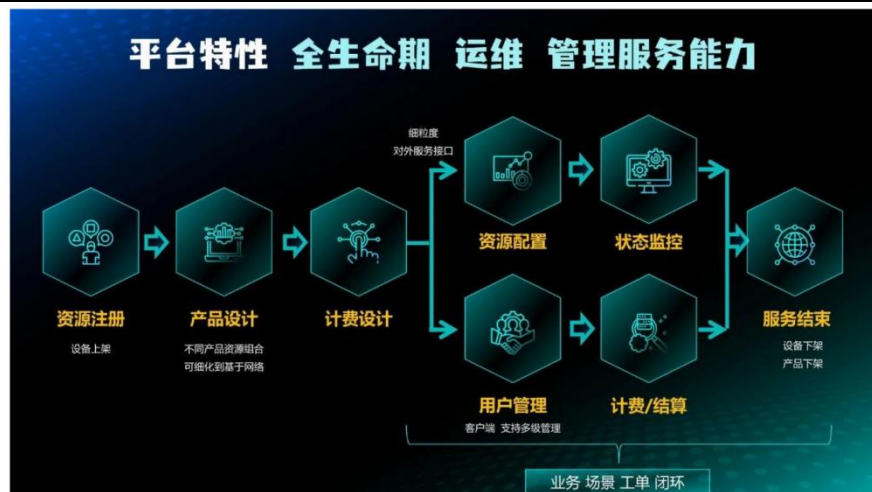 平台特性 全生命期 运维 管理服务能力
细粒度
对外服务接口
资源配置
状态监控
资源注册
设备上架
产品设计
不同产品资源组合
可细化到基于网络
计费设计
服务结束
设备下架
产品下架
用户管理
客户端 支持多级管理
计费/结算
业务 场景 工单 闭环